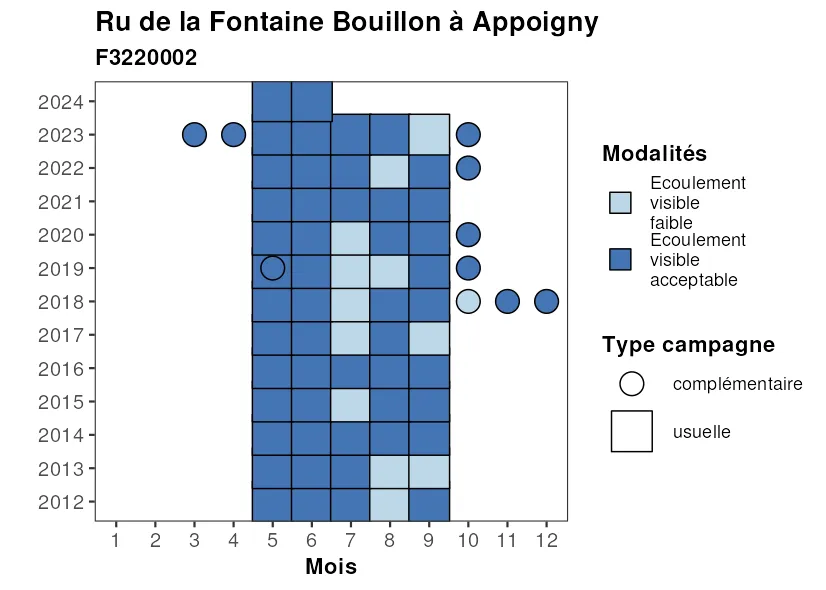 Ru de la Fontaine Bouillon à Appoigny
F3220002
2024
2023
2022
2021
2020
2019
2018
2017
2016
2015
2014
2013
2012
1 2 3 4 5 6 7 8 9 10 11 12
Mois
Modalités
Ecoulement
visible
faible
Ecoulement
visible
acceptable
Type campagne
complémentaire
usuelle